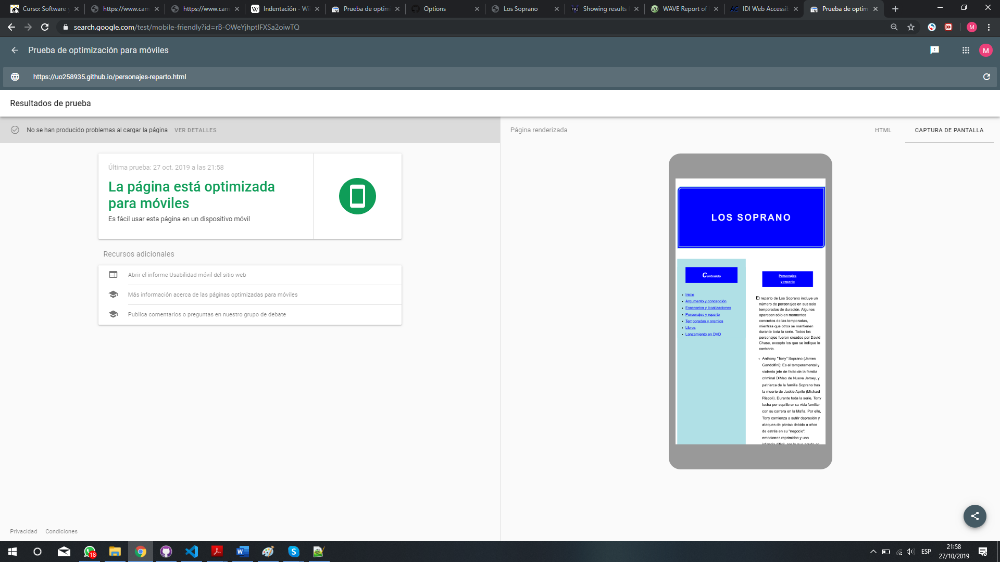 Curso: Software y
https://www.cam
https://www.cam
Indentación - Wi
Prueba de optim
Options
Los Soprano
Showing results f
WAVE Report of
IDI Web Accessib
Prueba de optim
search.google.com/test/mobile-friendly?id=rB-OWeYjhptIFXSa2oiwTQ
M
Prueba de optimización para móviles
M
https://uo258935.github.io/personajes-reparto.html
Resultados de prueba
No se han producido problemas al cargar la página VER DETALLES
Página renderizada
HTML
CAPTURA DE PANTALLA
Última prueba: 27 oct. 2019 a las 21:58
La página está optimizada
para móviles
Es fácil usar esta página en un dispositivo móvil
Recursos adicionales
Abrir el informe Usabilidad móvil del sitio web
Más información acerca de las páginas optimizadas para móviles
Publica comentarios o preguntas en nuestro grupo de debate
LOS SOPRANO
Contenido
Inicio
Argumento y concepción
Escenarios y localizaciones
Personajes y reparto
Temporadas y premios
Libros
Lanzamiento en DVD
Personajes
y reparto
El reparto de Los Soprano incluye un
número de personajes en sus seis
temporadas de duración. Algunos
aparecen sólo en momentos
concretos de las temporadas,
mientras que otros se mantienen
durante toda la serie. Todos los
personajes fueron creados por David
Chase, excepto los que se indique lo
contrario.
Anthony "Tony" Soprano (James
Gandolfini): Es el temperamental y
violento jefe de facto de la familia
criminal DiMeo de Nueva Jersey, y
patriarca de la familia Soprano tras
la muerte de Jackie Aprile (Michael
Rispoli). Durante toda la serie, Tony
lucha por equilibrar su vida familiar
con su carrera en la Mafia. Por ello,
Tony comienza a sufrir depresión y
ataques de pánico debido a años
de estrés en su "negocio",
emociones reprimidas y una
Privacidad Condiciones
18
ESP
21:58
27/10/2019